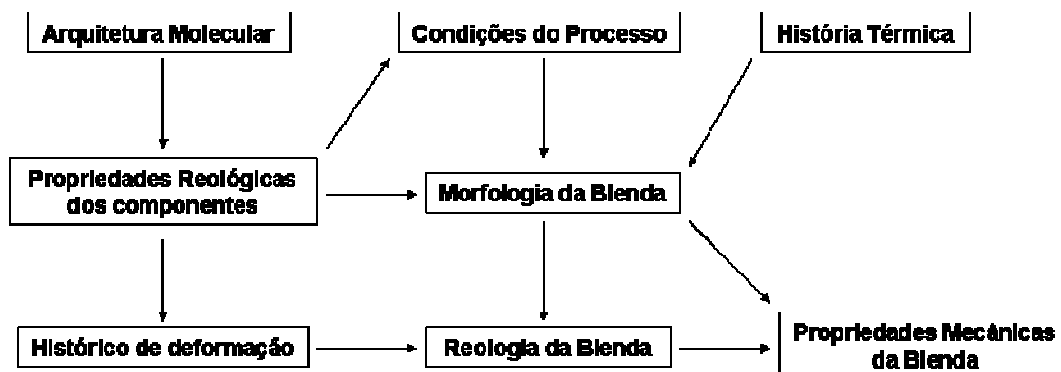 Arquitetura Molecular
Condições do Processo
História Térmica
Propriedades Reológicas
dos componentes
Morfologia da Blenda
Histórico de deformação
Reologia da Blenda
Propriedades Mecânicas
da Blenda